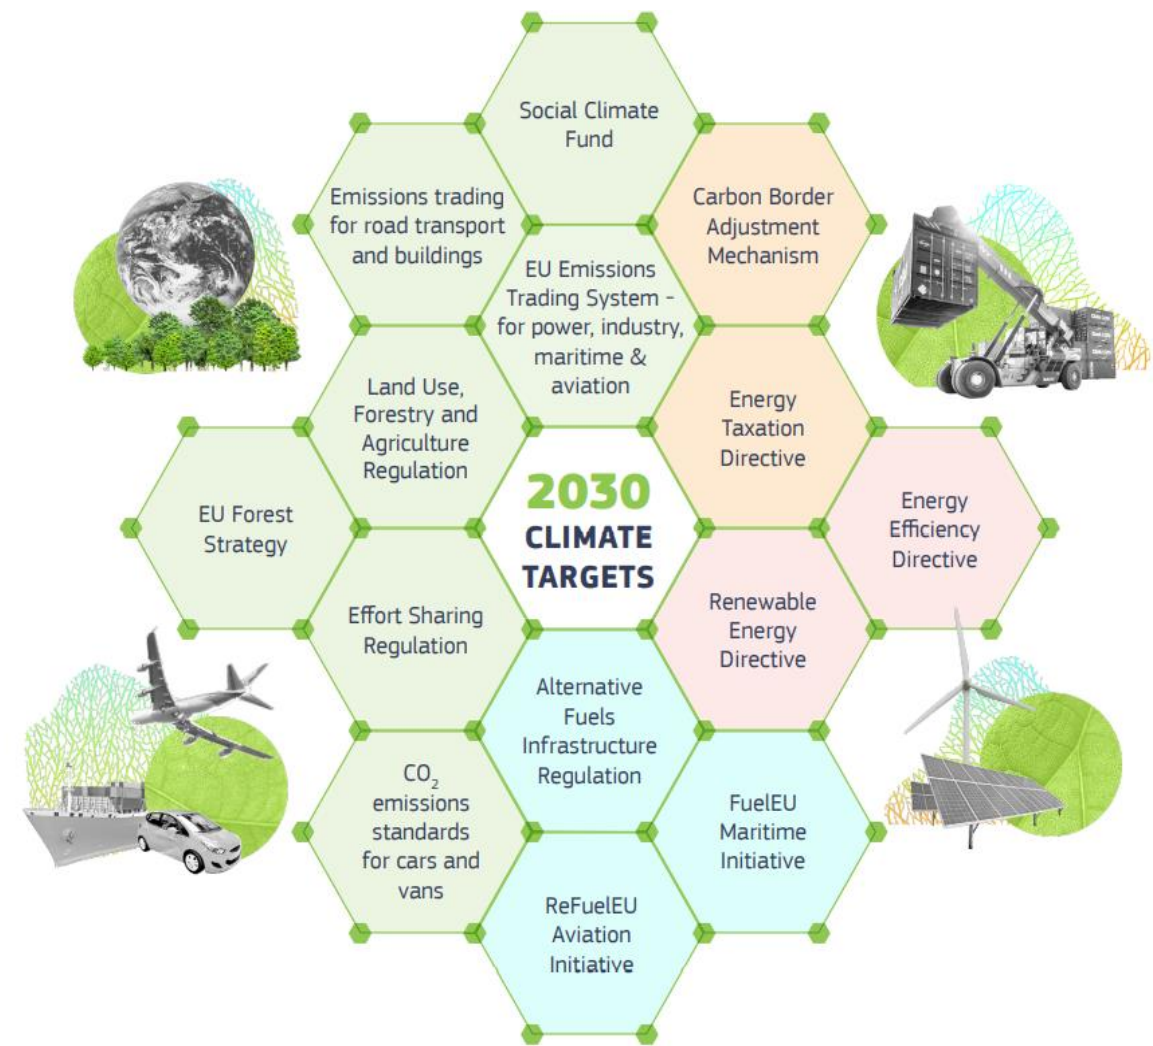 Social Climate
Fund
Emissions trading
for road transport
and buildings
Carbon Border
Adjustment
Mechanism
EU Emissions
Trading System -
for power, industry,
maritime &
aviation
Land Use,
Forestry and
Agriculture
Regulation
Energy
Taxation
Directive
EU Forest
Strategy
2030
CLIMATE
TARGETS
Energy
Efficiency
Directive
Effort Sharing
Regulation
Renewable
Energy
Directive
Alternative
Fuels
Infrastructure
Regulation
CO₂
emissions
standards
for cars and
vans
FuelEU
Maritime
Initiative
ReFuelEU
Aviation
Initiative